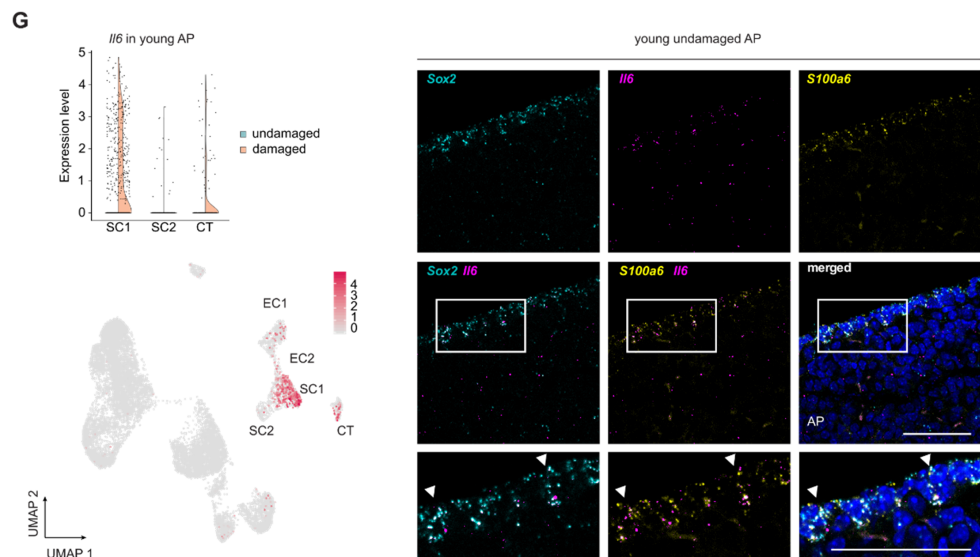 G
Il6 in young AP
Expression level
5
4
3
2
1
0
SC1 SC2 CT
undamaged
damaged
4
3
2
1
0
EC1
EC2
SC1
SC2
CT
UMAP 2
UMAP 1
young undamaged AP
Sox2
Il6
S100a6
Sox2 Il6
S100a6 Il6
merged
AP